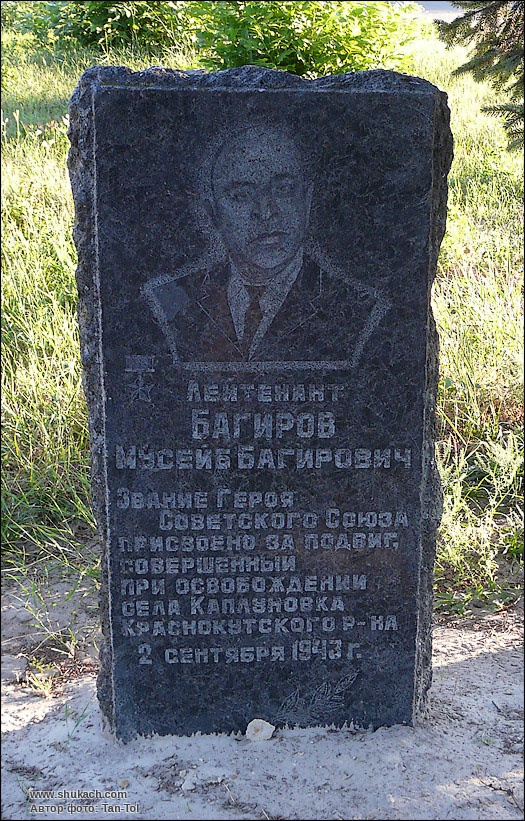 Лейтенант
Багиров
Мусейб Багирович
Звание Героя
Советского Союза
присвоено за подвиг,
совершенный
при освобождении
села Каплуновка
Краснокутского р-на
2 сентября 1943 г.
www.shukach.com
Автор фото: Tan-Tol